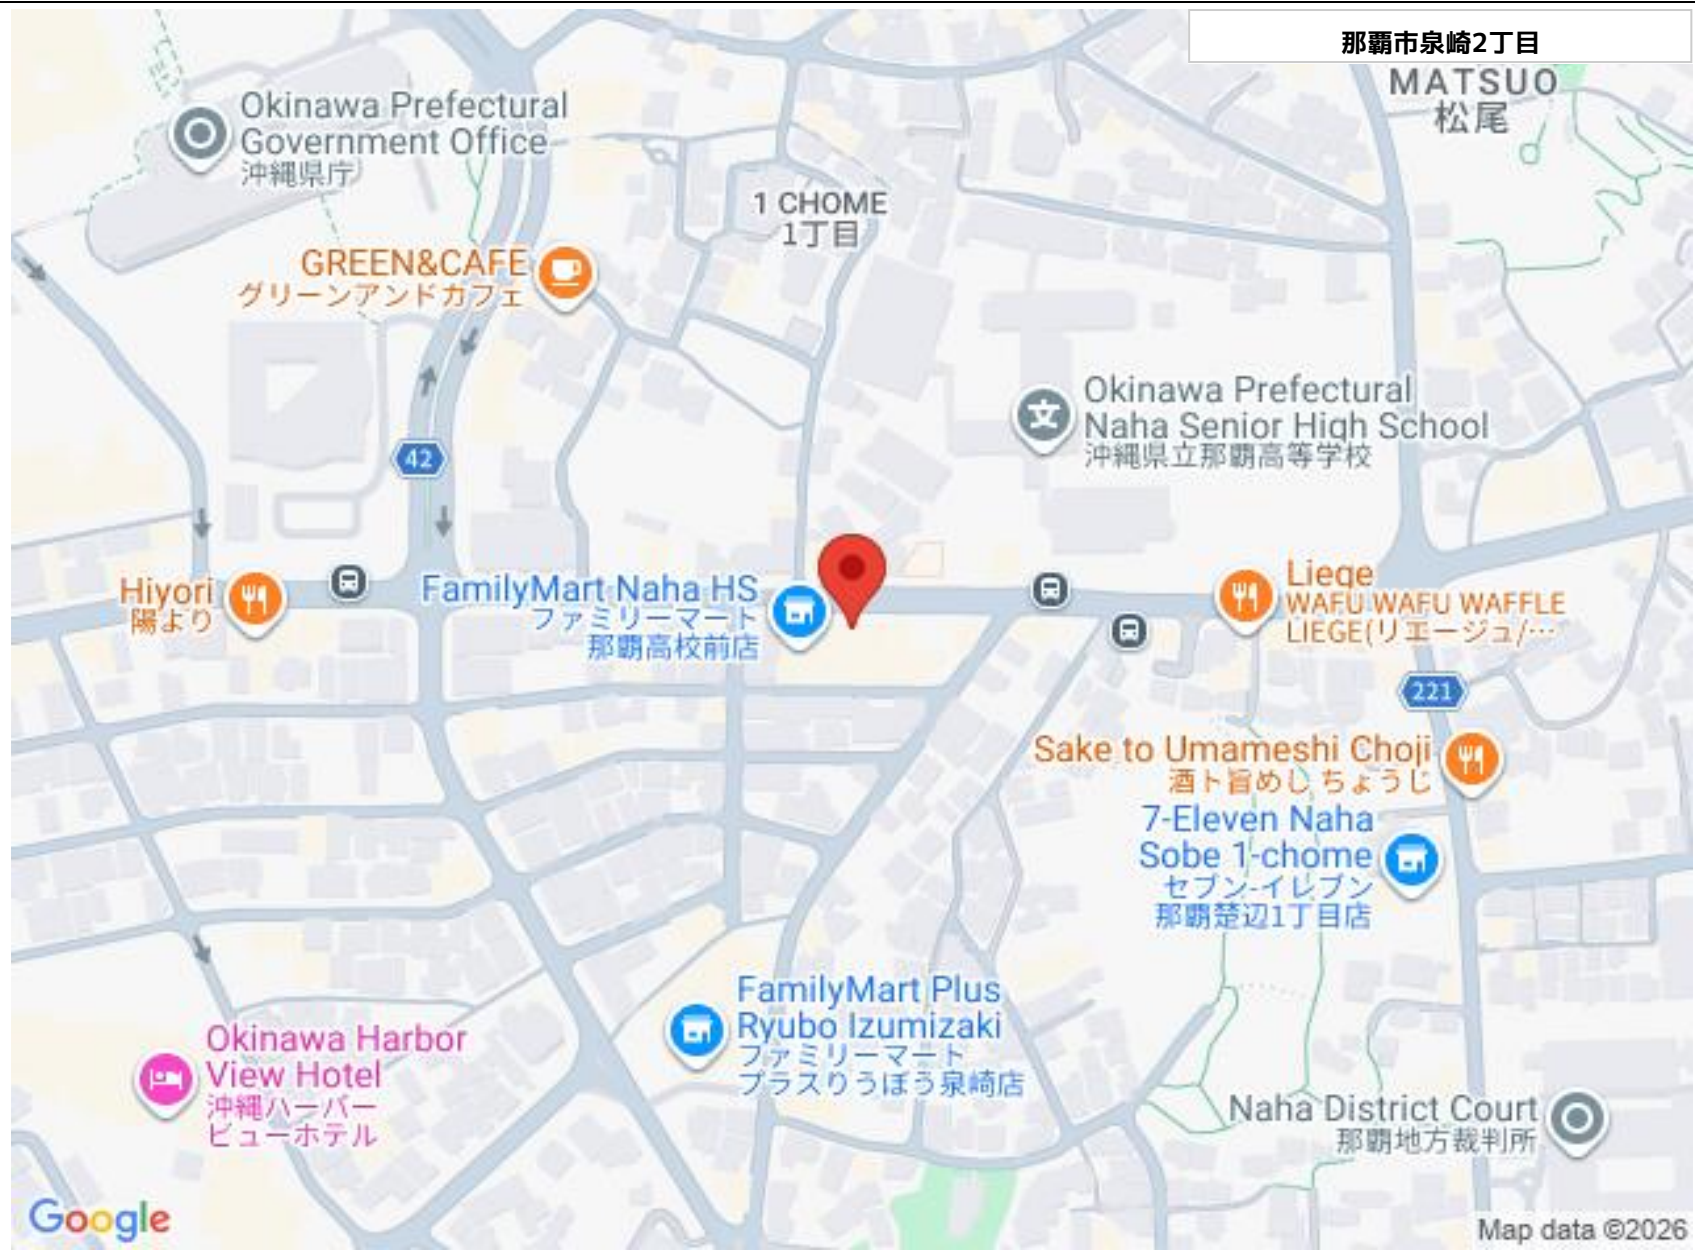 那覇市泉崎2丁目
MATSUO
松尾
Okinawa Prefectural
Government Office
沖縄県庁
1 CHOME
1丁目
GREEN&CAFE
グリーンアンドカフェ
Okinawa Prefectural
Naha Senior High School
沖縄県立那覇高等学校
42
Hiyori
陽より
FamilyMart Naha HS
ファミリーマート
那覇高校前店
Liege
WAFU WAFU WAFFLE
LIEGE(リエージュ/…
221
Sake to Umameshi Choji
酒ト旨めし ちょうじ
7-Eleven Naha
Sobe 1-chome
セブン-イレブン
那覇楚辺1丁目店
FamilyMart Plus
Ryubo Izumizaki
ファミリーマート
プラスりうぼう泉崎店
Okinawa Harbor
View Hotel
沖縄ハーバー
ビューホテル
Naha District Court
那覇地方裁判所
Google
Map data ©2026